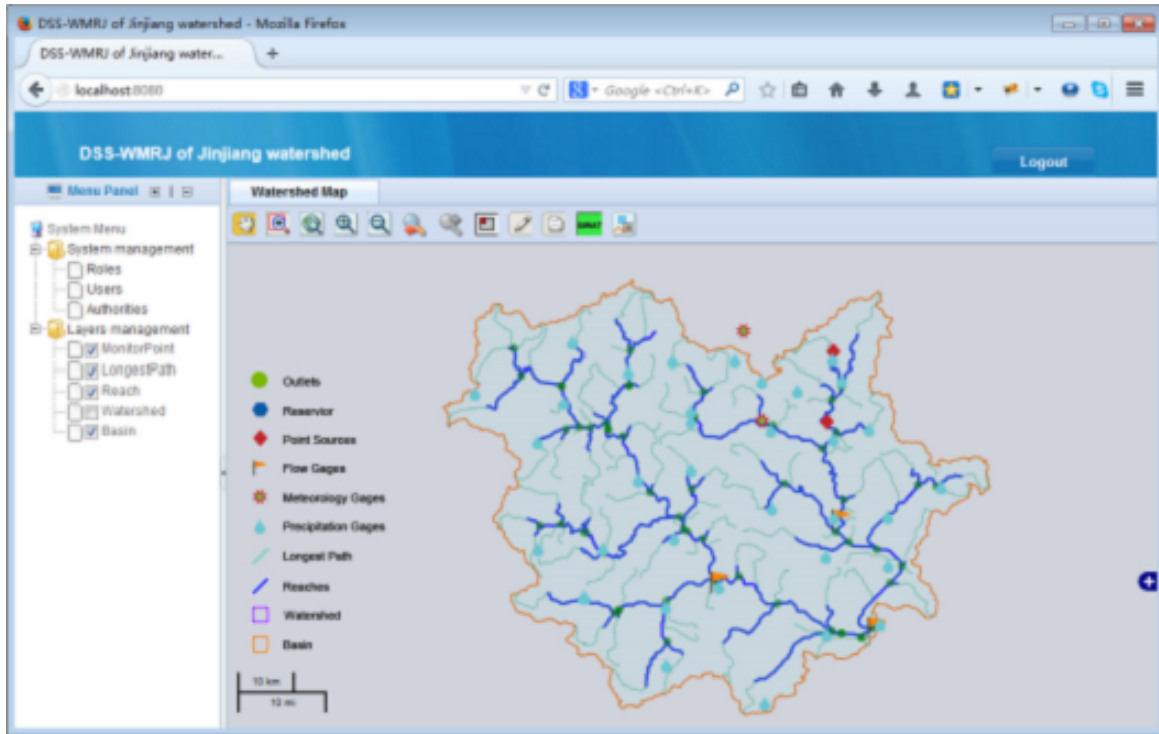 DSS-WMRJ of Jinjiang watershed - Mozilla Firefox
DSS-WMRJ of Jinjiang water...
+
localhost:8080
Google <Ctrl+K>
DSS-WMRJ of Jinjiang watershed
Logout
Menu Panel
Watershed Map
System Menu
System management
Roles
Users
Authorities
Layers management
MonitorPoint
LongestPath
Reach
Watershed
Basin
SWAT
Outlets
Reservior
Point Sources
Flow Gages
Meteorology Gages
Precipitation Gages
Longest Path
Reaches
Watershed
Basin
10 km
10 mi